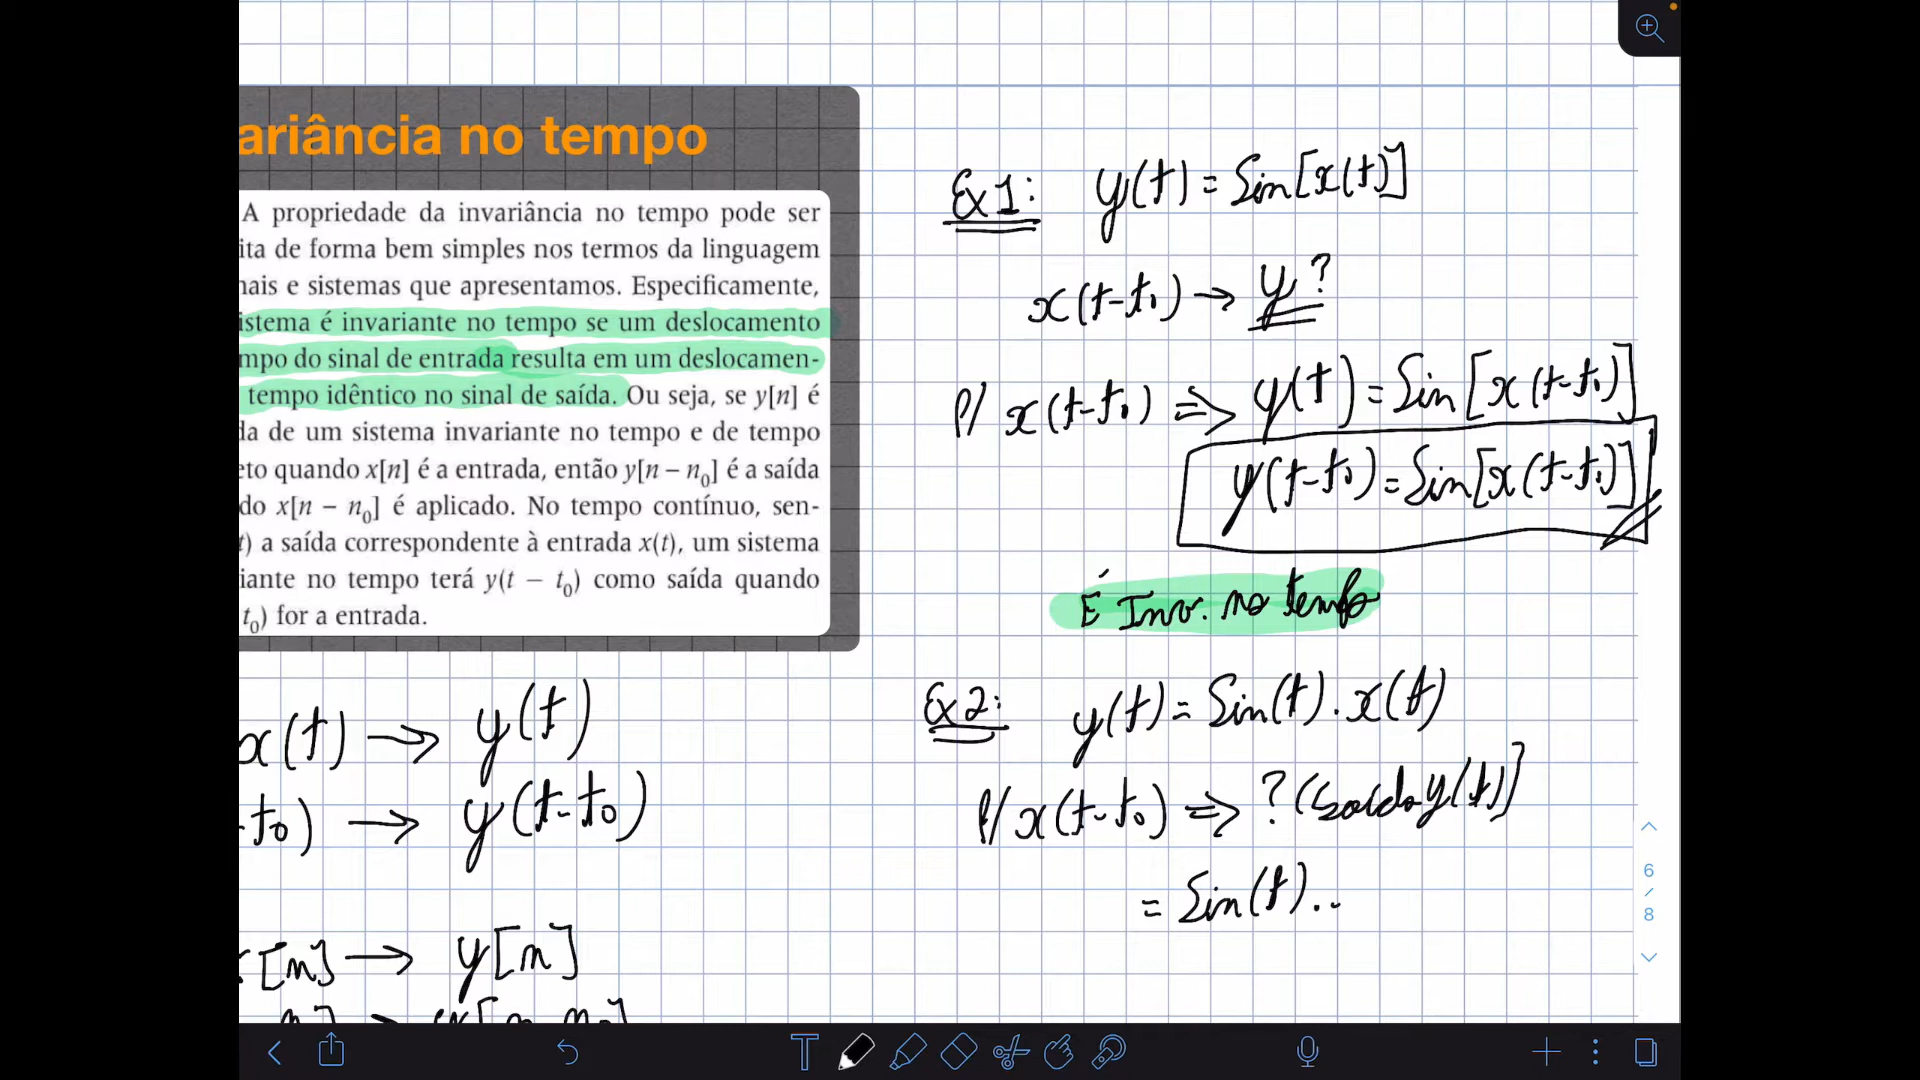 ariância no tempo
A propriedade da invariância no tempo pode ser
ita de forma bem simples nos termos da linguagem
nais e sistemas que apresentamos. Especificamente,
istema é invariante no tempo se um deslocamento
mpo do sinal de entrada resulta em um deslocamen-
tempo idêntico no sinal de saída. Ou seja, se y[n] é
da de um sistema invariante no tempo e de tempo
eto quando x[n] é a entrada, então y[n − n₀] é a saída
do x[n − n₀] é aplicado. No tempo contínuo, sen-
t) a saída correspondente à entrada x(t), um sistema
iante no tempo terá y(t − t₀) como saída quando
t₀) for a entrada.
x(t) → y(t)
-t₀) → y(t-t₀)
[n] → y[n]
Ex1: y(t) = Sin[x(t)]
x(t-t₀) → y?
P/ x(t-t₀) => y(t) = Sin[x(t-t₀)]
y(t-t₀) = Sin[x(t-t₀)]
É Inv. no tempo
Ex2: y(t) = Sin(t).x(t)
P/ x(t-t₀) => ? (saída y(t))
= Sin(t)..
6
/
8